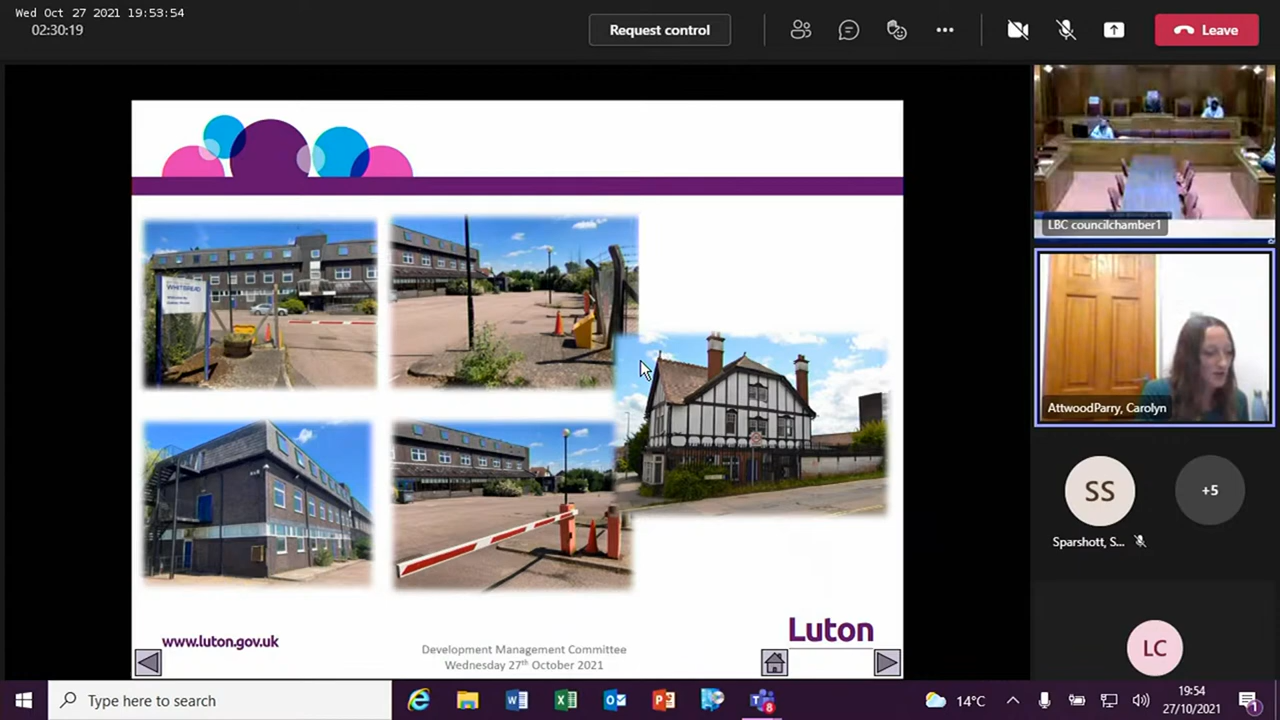 Wed Oct 27 2021 19:53:54
02:30:19
Request control
Leave
LBC councilchamber1
AttwoodParry, Carolyn
SS
+5
Sparshott, S...
LC
WHITBREAD
www.luton.gov.uk
Development Management Committee
Wednesday 27th October 2021
Luton
Type here to search
8
14°C
19:54
27/10/2021
1